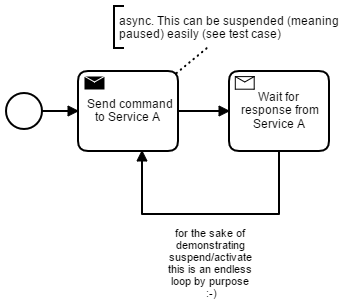 async. This can be suspended (meaning
paused) easily (see test case)
Send command
to Service A
Wait for
response from
Service A
for the sake of
demonstrating
suspend/activate
this is an endless
loop by purpose
:-)